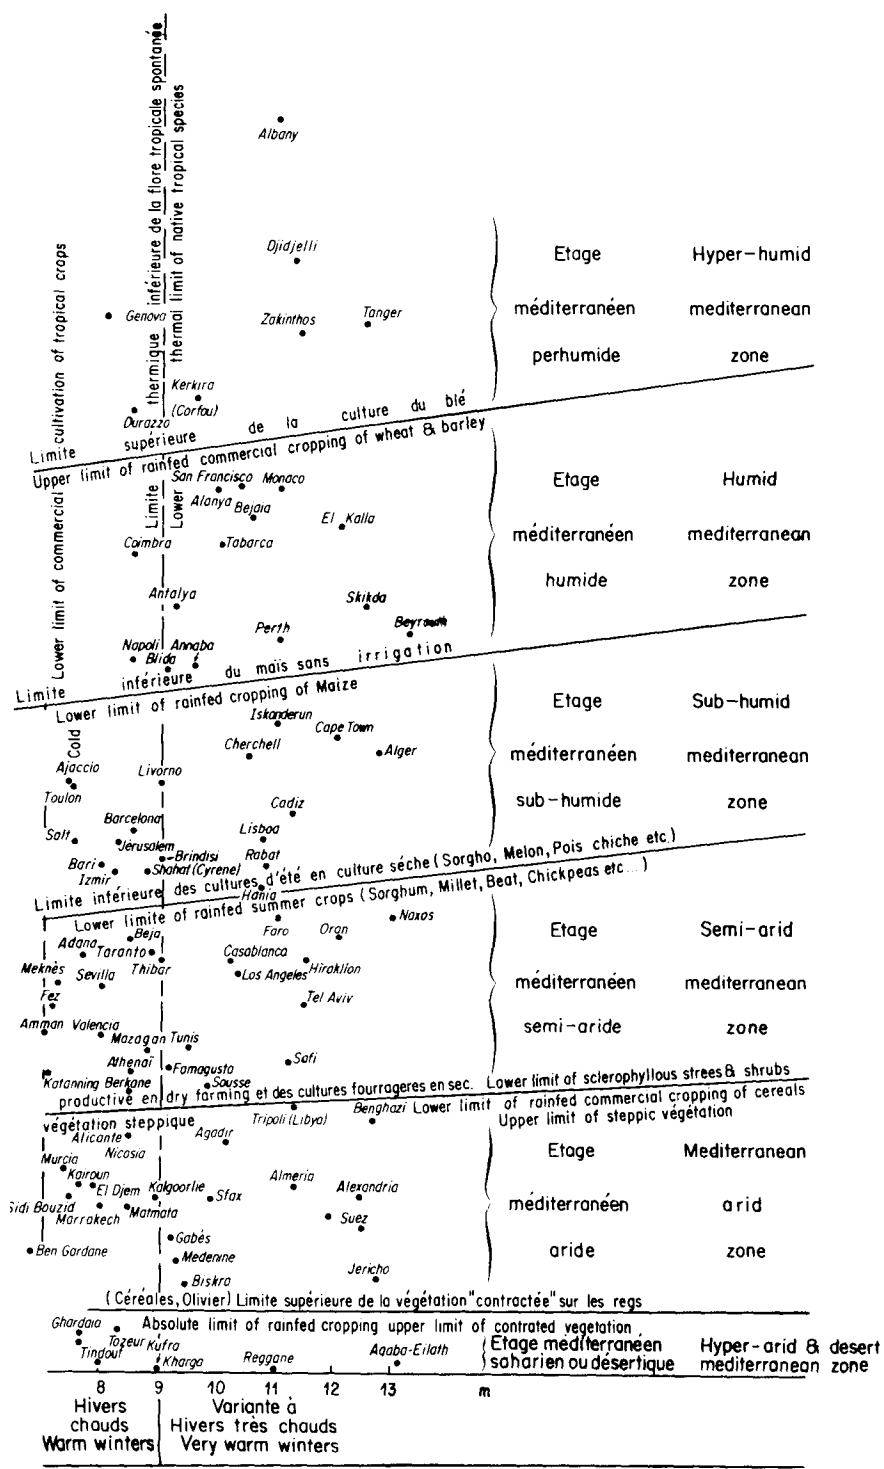 Lower limit of commercial cultivation of tropical crops
Limite thermique inférieure de la flore tropicale spontanée
Lower thermal limit of native tropical species
Albany
Djidjelli
Genova
Zakinthos
Tanger
Kerkira
(Corfou)
Durazzo
Etage Hyper-humid
méditerranéen mediterranean
perhumide zone
Limite supérieure de la culture du blé
Upper limit of rainfed commercial cropping of wheat & barley
San Francisco Monaco
Alanya Bejaia
El Kalla
Coimbra Tabarca
Antalya Skikda
Perth Beyrouth
Napoli Annaba
Blida
Etage Humid
méditerranéen mediterranean
humide zone
Limite inférieure du maïs sans irrigation
Lower limit of rainfed cropping of Maize
Cold
Iskanderun
Cape Town
Cherchell Alger
Ajaccio Livorno
Toulon
Cadiz
Barcelona
Salt Jérusalem Lisboa
Brindisi
Bari Shahat (Cyrene) Rabat
Izmir
Hania
Etage Sub-humid
méditerranéen mediterranean
sub-humide zone
Limite inférieure des cultures d'été en culture séche (Sorgho, Melon, Pois chiche etc.)
Lower limite of rainfed summer crops (Sorghum, Millet, Beat, Chickpeas etc...)
Beja Faro Oran Naxos
Adana Taranto Casablanca
Meknès Sevilla Thibar Los Angeles Hiraklion
Fez Tel Aviv
Amman Valencia
Mazagan Tunis
Athenaï Famagusta Safi
Katanning Berkane Sousse
Etage Semi-arid
méditerranéen mediterranean
semi-aride zone
productive en dry farming et des cultures fourrageres en sec. Lower limit of sclerophyllous strees & shrubs
Lower limit of rainfed commercial cropping of cereals
végétation steppique Upper limit of steppic végétation
Tripoli (Libya) Benghazi
Alicante Agadir
Nicosia
Murcia
Kairoun Kalgoorlie Almeria
El Djem Sfax Alexandria
Sidi Bouzid
Marrakech Matmata Suez
Gabés
Ben Gardane Medenine
Biskra Jericho
Etage Mediterranean
méditerranéen arid
aride zone
(Céréales, Olivier) Limite supérieure de la végétation "contractée" sur les regs
Absolute limit of rainfed cropping upper limit of contrated vegetation
Ghardaia
Tozeur Kufra
Tindouf Kharga Reggane Aqaba-Eilath
Etage méditerranéen Hyper-arid & desert
saharien ou désertique mediterranean zone
8 9 10 11 12 13 m
Hivers
chauds
Warm winters
Variante à
Hivers très chauds
Very warm winters